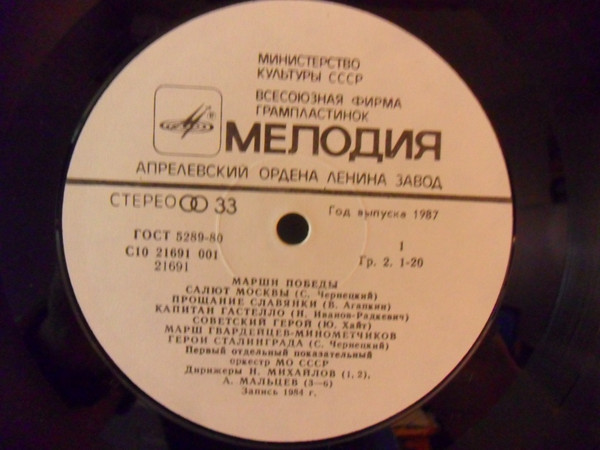 МИНИСТЕРСТВО
КУЛЬТУРЫ СССР
ВСЕСОЮЗНАЯ ФИРМА
ГРАМПЛАСТИНОК
МЕЛОДИЯ
АПРЕЛЕВСКИЙ ОРДЕНА ЛЕНИНА ЗАВОД
СТЕРЕО 33
Год выпуска 1987
ГОСТ 5289-80
С10 21691 001
21691
1
Гр. 2. 1-20
МАРШИ ПОБЕДЫ
САЛЮТ МОСКВЫ (С. Чернецкий)
ПРОЩАНИЕ СЛАВЯНКИ (В. Агапкин)
КАПИТАН ГАСТЕЛЛО (Н. Иванов-Радкевич)
СОВЕТСКИЙ ГЕРОЙ (Ю. Хайт)
МАРШ ГВАРДЕЙЦЕВ-МИНОМЕТЧИКОВ
ГЕРОИ СТАЛИНГРАДА (С. Чернецкий)
Первый отдельный показательный
оркестр МО СССР
Дирижеры Н. МИХАЙЛОВ (1, 2),
А. МАЛЬЦЕВ (3—6)
Запись 1984 г.